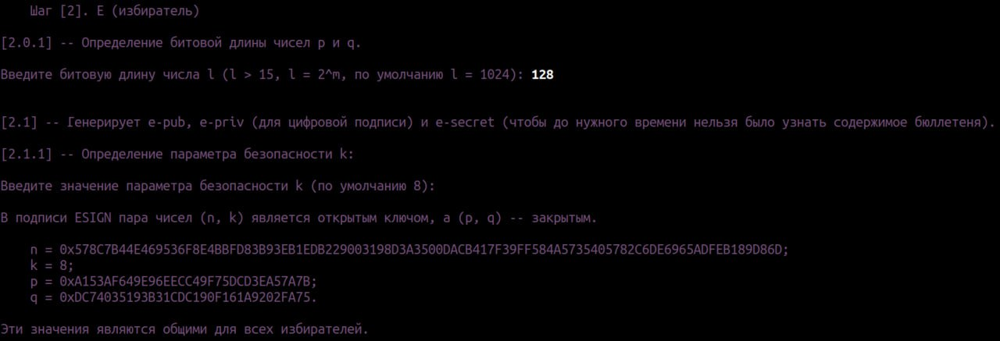 Шаг [2]. E (избиратель)
[2.0.1] -- Определение битовой длины чисел p и q.
Введите битовую длину числа l (l > 15, l = 2^m, по умолчанию l = 1024): 128
[2.1] -- Генерирует e-pub, e-priv (для цифровой подписи) и e-secret (чтобы до нужного времени нельзя было узнать содержимое бюллетеня).
[2.1.1] -- Определение параметра безопасности k:
Введите значение параметра безопасности k (по умолчанию 8):
В подписи ESIGN пара чисел (n, k) является открытым ключом, а (p, q) -- закрытым.
n = 0x578C7B44E469536F8E4BBFD83B93EB1EDB229003198D3A3500DACB417F39FF584A5735405782C6DE6965ADFEB189D86D;
k = 8;
p = 0xA153AF649E96EECC49F75DCD3EA57A7B;
q = 0xDC74035193B31CDC190F161A9202FA75.
Эти значения являются общими для всех избирателей.